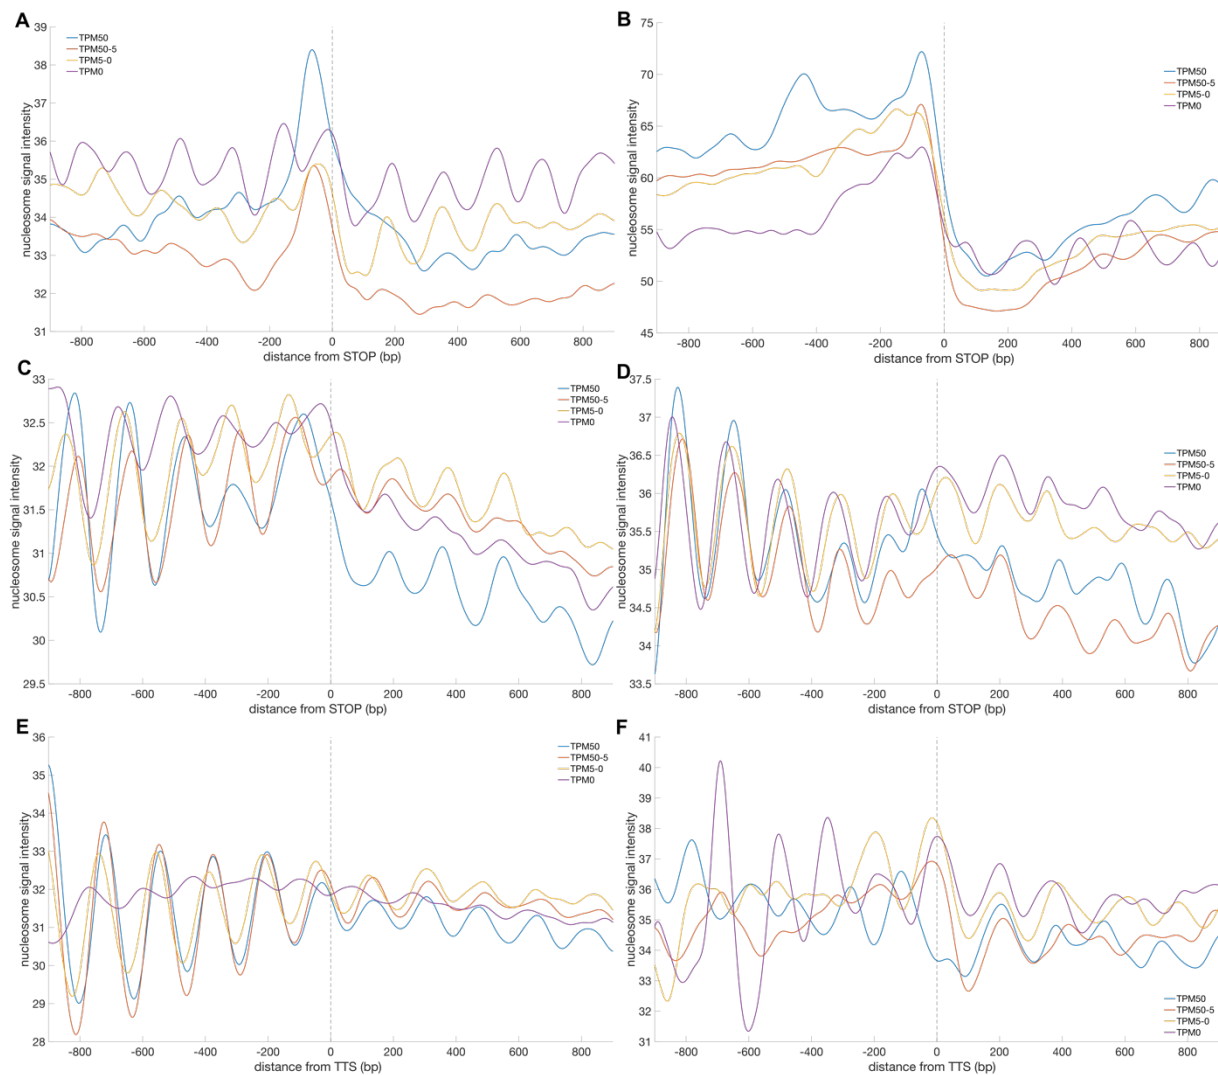 A
nucleosome signal intensity
39
38
37
36
35
34
33
32
31
TPM50
TPM50-5
TPM5-0
TPM0
-800 -600 -400 -200 0 200 400 600 800
distance from STOP (bp)
B
nucleosome signal intensity
75
70
65
60
55
50
45
TPM50
TPM50-5
TPM5-0
TPM0
-800 -600 -400 -200 0 200 400 600 800
distance from STOP (bp)
C
nucleosome signal intensity
33
32.5
32
31.5
31
30.5
30
29.5
TPM50
TPM50-5
TPM5-0
TPM0
-800 -600 -400 -200 0 200 400 600 800
distance from STOP (bp)
D
nucleosome signal intensity
37.5
37
36.5
36
35.5
35
34.5
34
33.5
TPM50
TPM50-5
TPM5-0
TPM0
-800 -600 -400 -200 0 200 400 600 800
distance from STOP (bp)
E
nucleosome signal intensity
36
35
34
33
32
31
30
29
28
TPM50
TPM50-5
TPM5-0
TPM0
-800 -600 -400 -200 0 200 400 600 800
distance from TTS (bp)
F
nucleosome signal intensity
41
40
39
38
37
36
35
34
33
32
31
TPM50
TPM50-5
TPM5-0
TPM0
-800 -600 -400 -200 0 200 400 600 800
distance from TTS (bp)